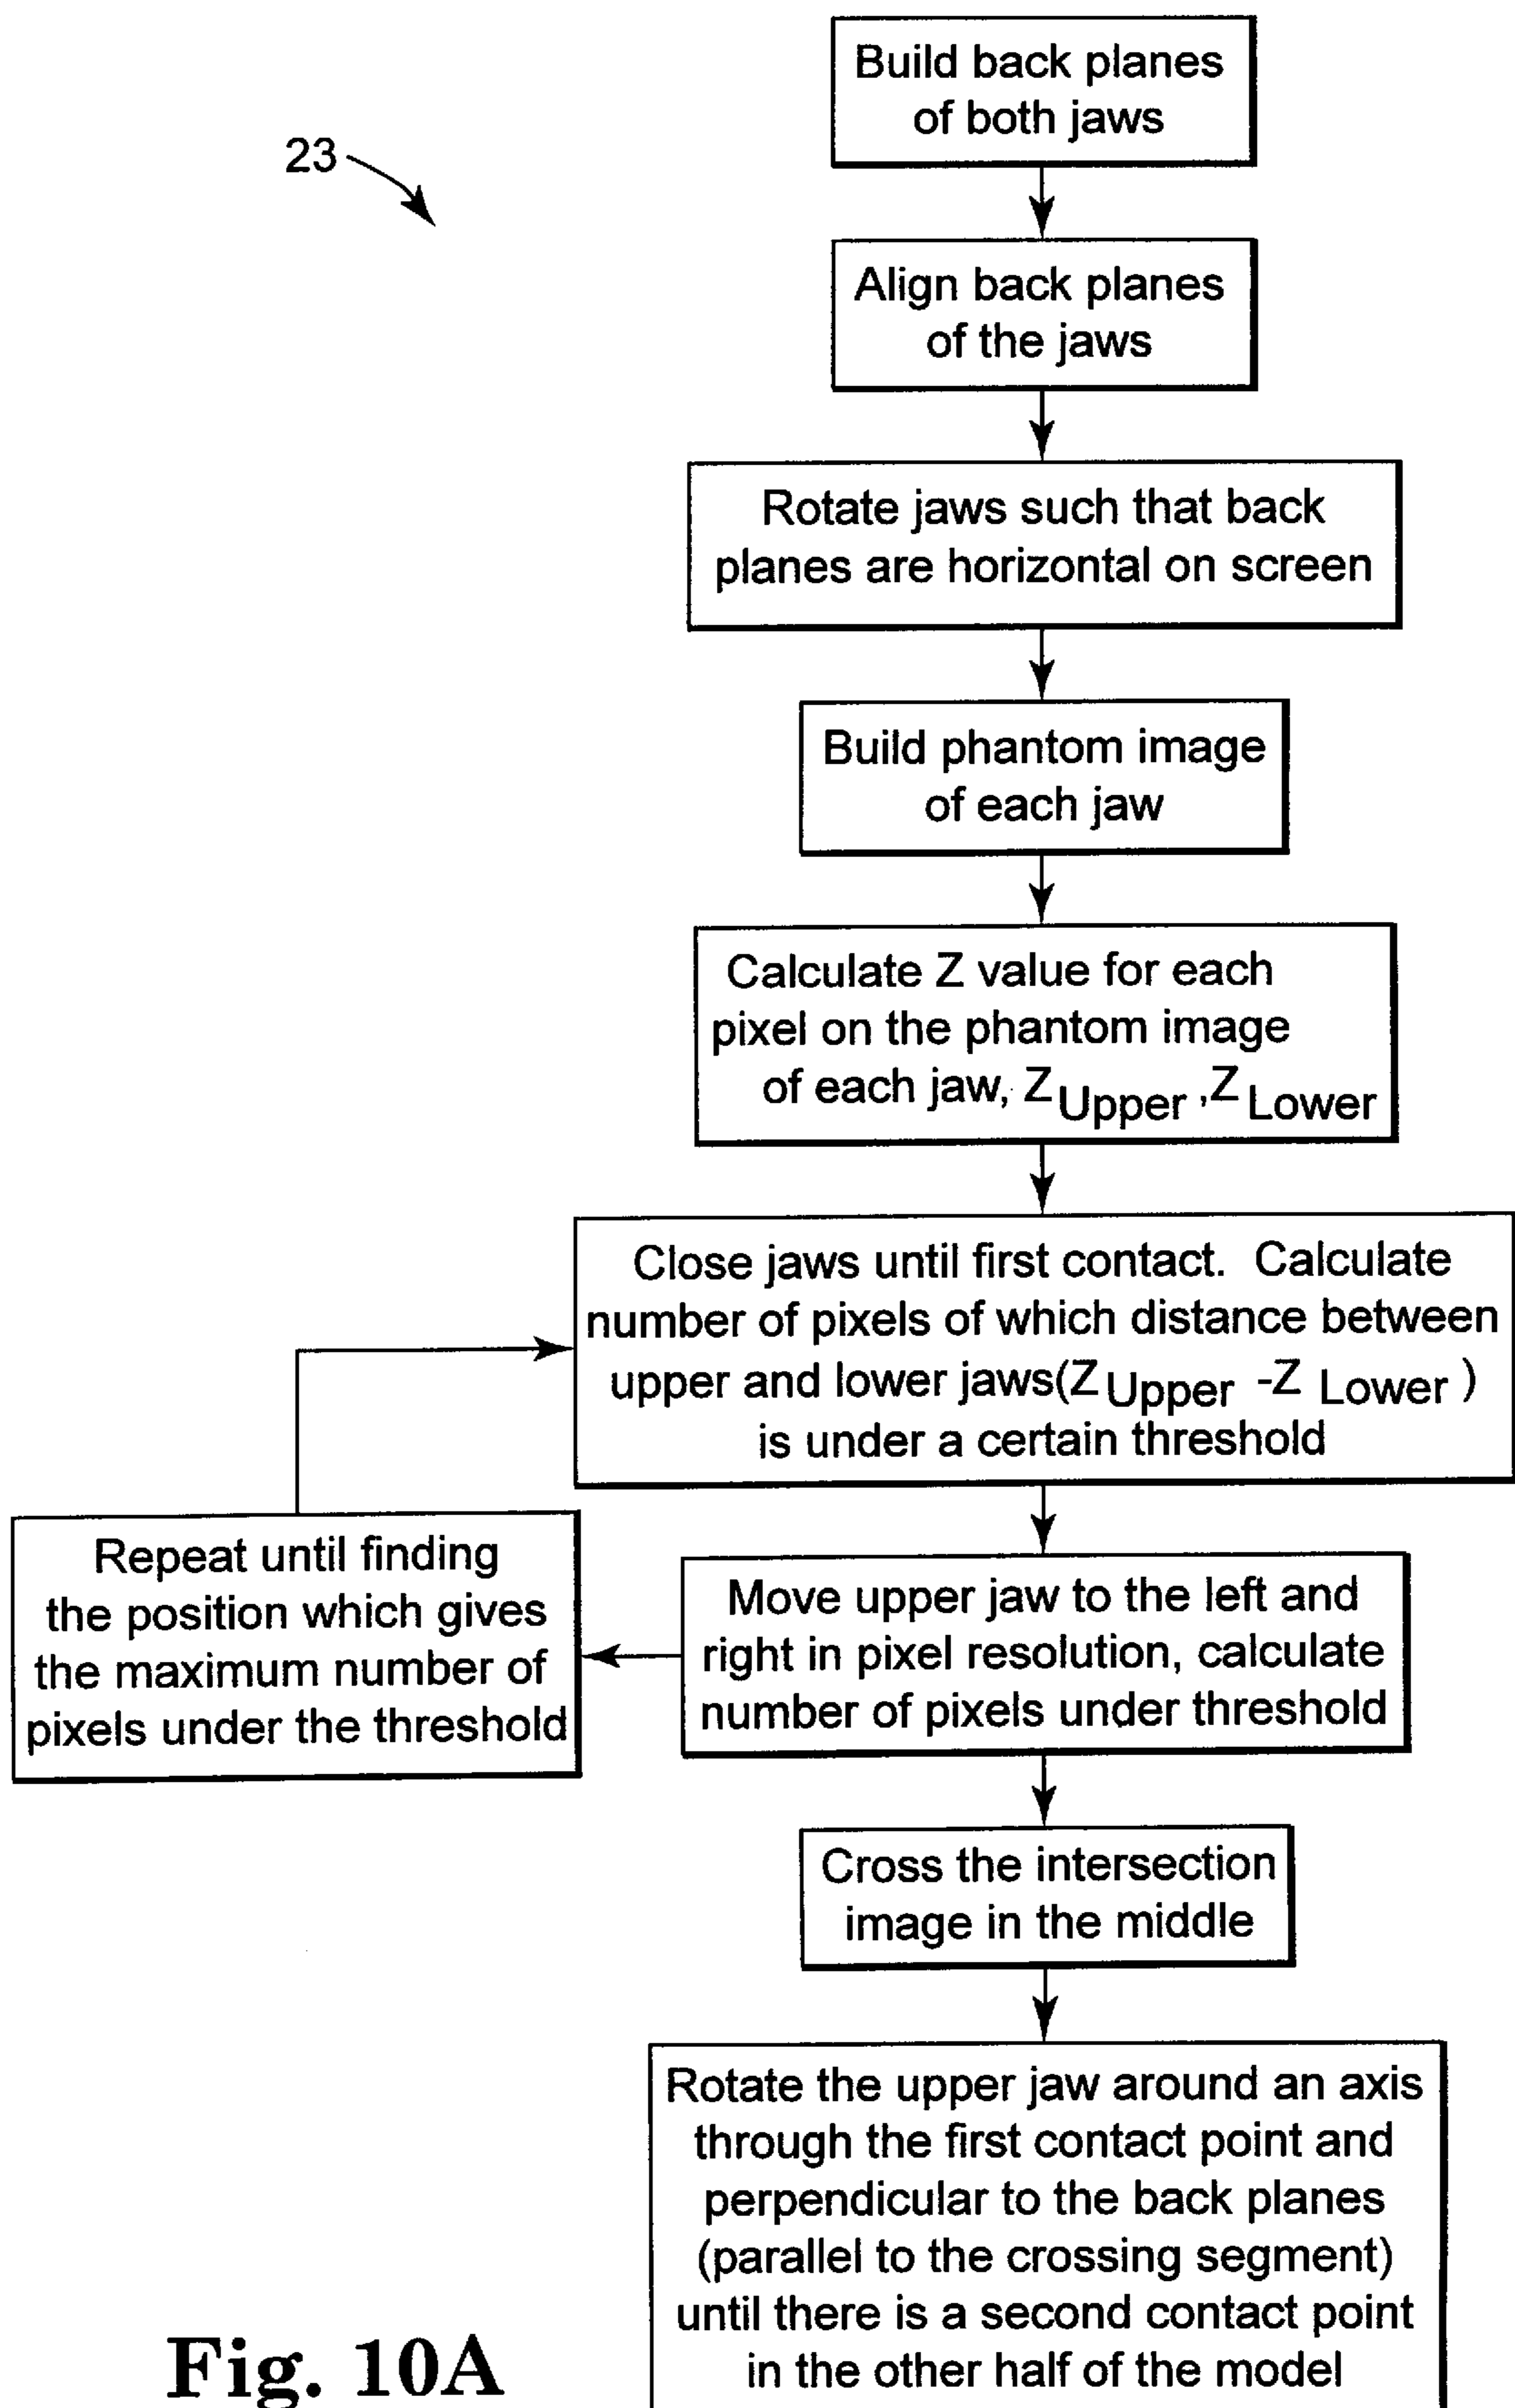 Build back planes
of both jaws
23
Align back planes
of the jaws
Rotate jaws such that back
planes are horizontal on screen
Build phantom image
of each jaw
Calculate Z value for each
pixel on the phantom image
of each jaw, Z Upper ,Z Lower
Close jaws until first contact. Calculate
number of pixels of which distance between
upper and lower jaws(Z Upper -Z Lower )
is under a certain threshold
Repeat until finding
the position which gives
the maximum number of
pixels under the threshold
Move upper jaw to the left and
right in pixel resolution, calculate
number of pixels under threshold
Cross the intersection
image in the middle
Rotate the upper jaw around an axis
through the first contact point and
perpendicular to the back planes
(parallel to the crossing segment)
until there is a second contact point
in the other half of the model
Fig. 10A